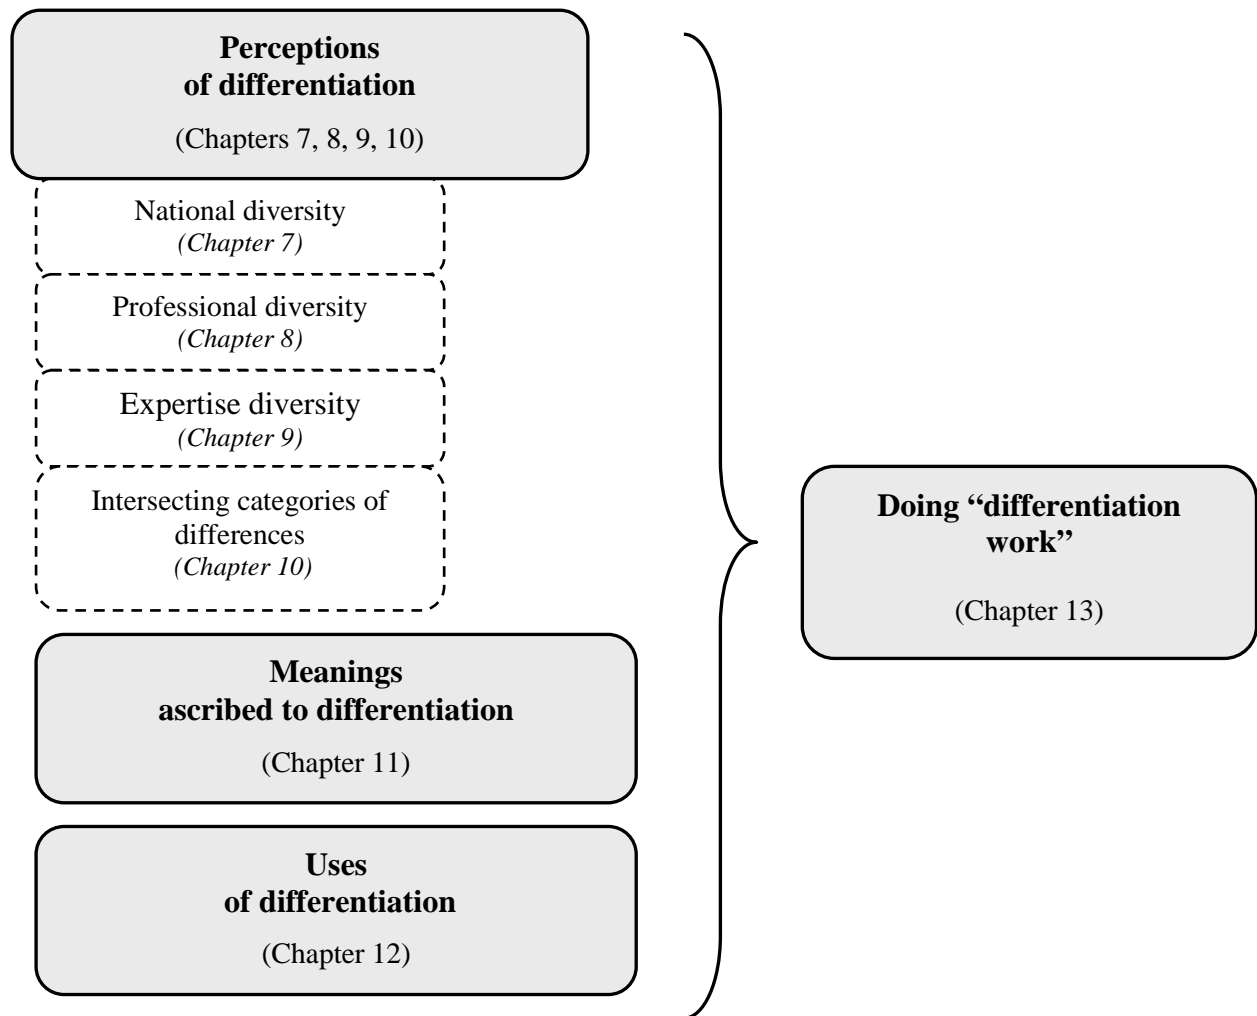 Perceptions
of differentiation
(Chapters 7, 8, 9, 10)
National diversity
(Chapter 7)
Professional diversity
(Chapter 8)
Expertise diversity
(Chapter 9)
Intersecting categories of
differences
(Chapter 10)
Meanings
ascribed to differentiation
(Chapter 11)
Uses
of differentiation
(Chapter 12)
Doing “differentiation
work”
(Chapter 13)